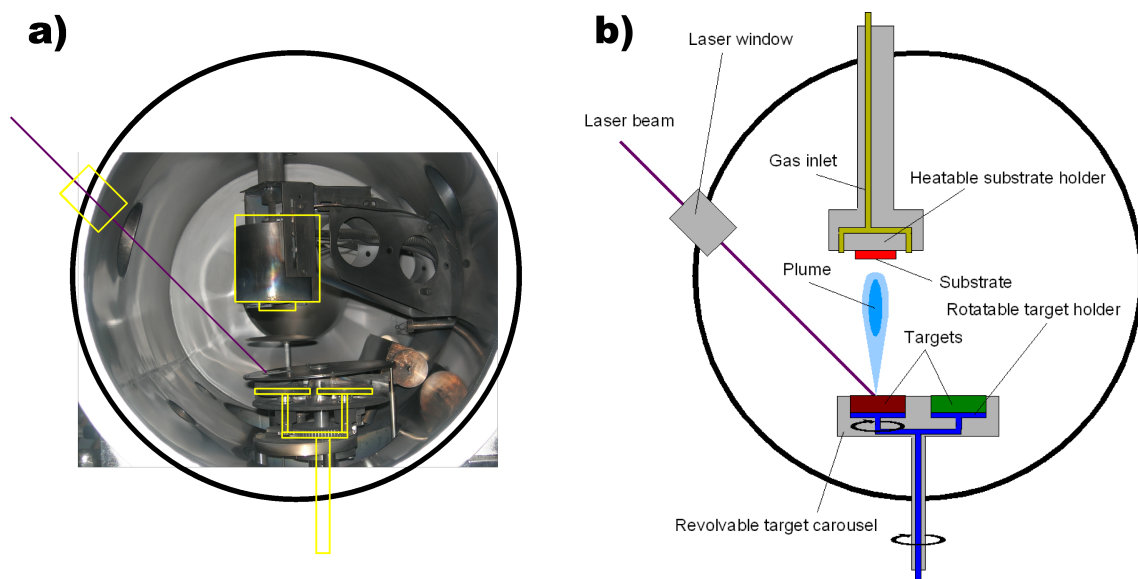 a)
b)
Laser window
Laser beam
Gas inlet
Heatable substrate holder
Plume
Substrate
Rotatable target holder
Targets
Revolvable target carousel